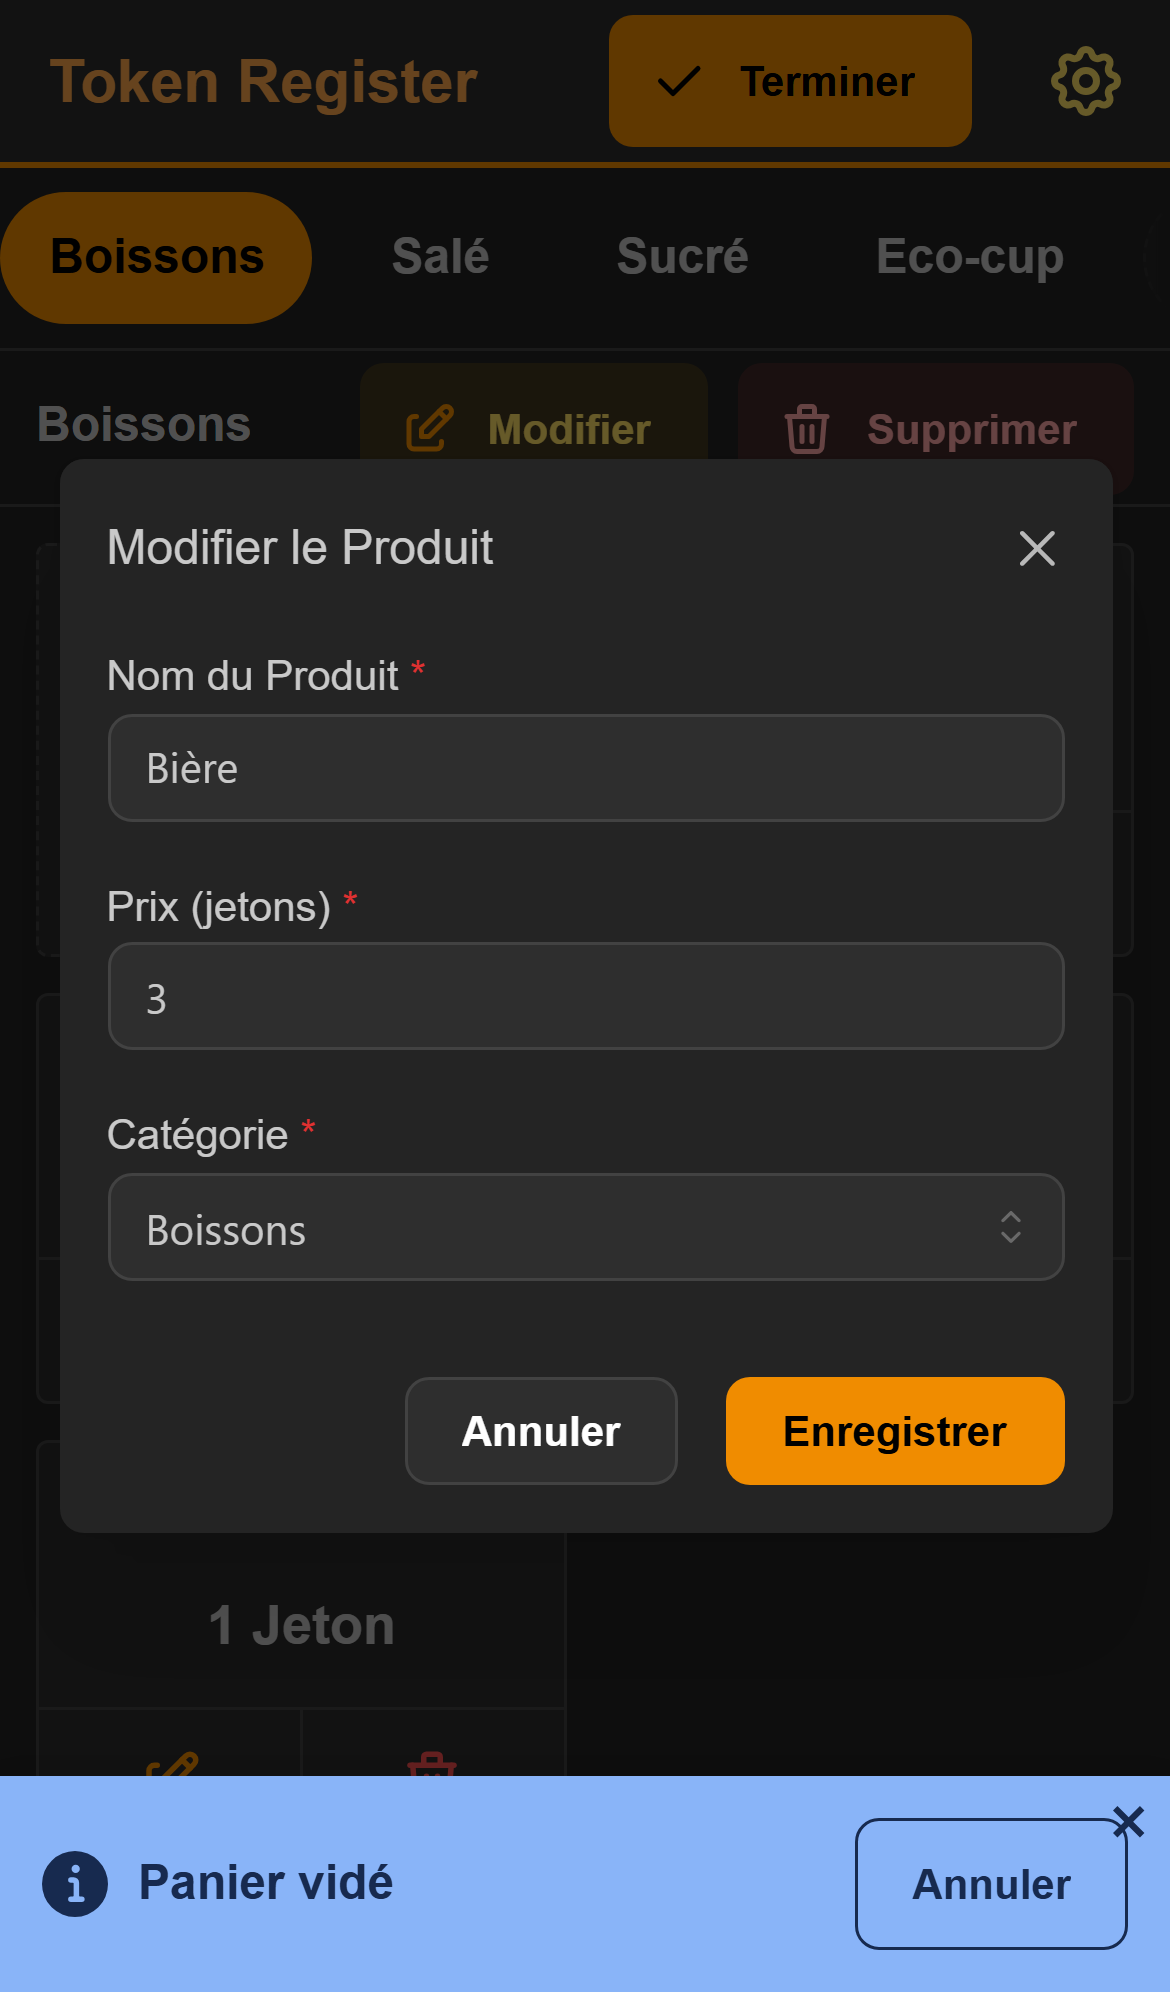 Token Register
Terminer
Boissons
Salé
Sucré
Eco-cup
Boissons
Modifier
Supprimer
Modifier le Produit
Nom du Produit *
Bière
Prix (jetons) *
3
Catégorie *
Boissons
Annuler
Enregistrer
1 Jeton
Panier vidé
Annuler